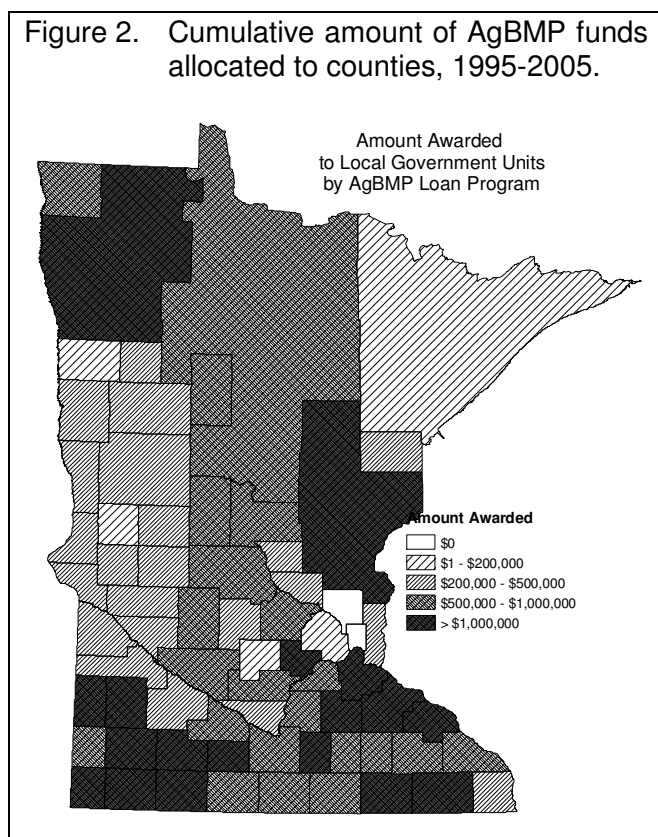 Figure 2. Cumulative amount of AgBMP funds
allocated to counties, 1995-2005.
Amount Awarded
to Local Government Units
by AgBMP Loan Program
Amount Awarded
$0
$1 - $200,000
$200,000 - $500,000
$500,000 - $1,000,000
> $1,000,000